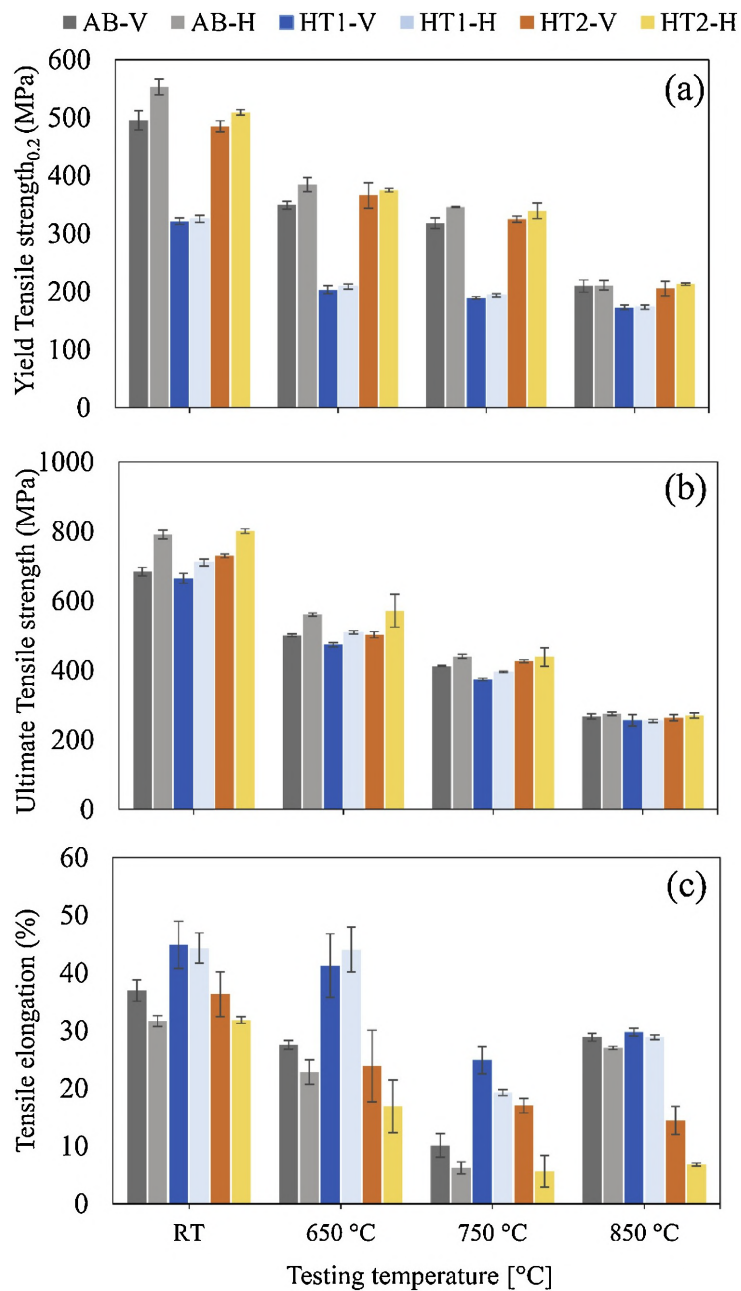 AB-V AB-H HT1-V HT1-H HT2-V HT2-H
(a)
Yield Tensile strength0.2 (MPa)
600
500
400
300
200
100
0
(b)
Ultimate Tensile strength (MPa)
1000
800
600
400
200
0
(c)
Tensile elongation (%)
60
50
40
30
20
10
0
RT 650 °C 750 °C 850 °C
Testing temperature [°C]